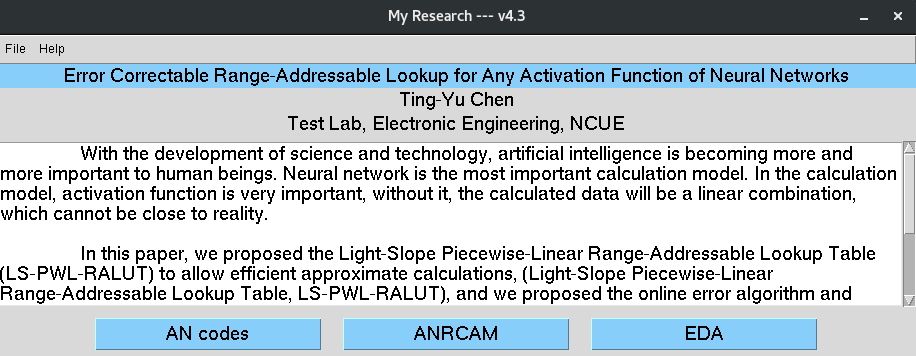 My Research --- v4.3
File Help
Error Correctable Range-Addressable Lookup for Any Activation Function of Neural Networks
Ting-Yu Chen
Test Lab, Electronic Engineering, NCUE
With the development of science and technology, artificial intelligence is becoming more and
more important to human beings. Neural network is the most important calculation model. In the calculation
model, activation function is very important, without it, the calculated data will be a linear combination,
which cannot be close to reality.
In this paper, we proposed the Light-Slope Piecewise-Linear Range-Addressable Lookup Table
(LS-PWL-RALUT) to allow efficient approximate calculations, (Light-Slope Piecewise-Linear
Range-Addressable Lookup Table, LS-PWL-RALUT), and we proposed the online error algorithm and
AN codes
ANRCAM
EDA